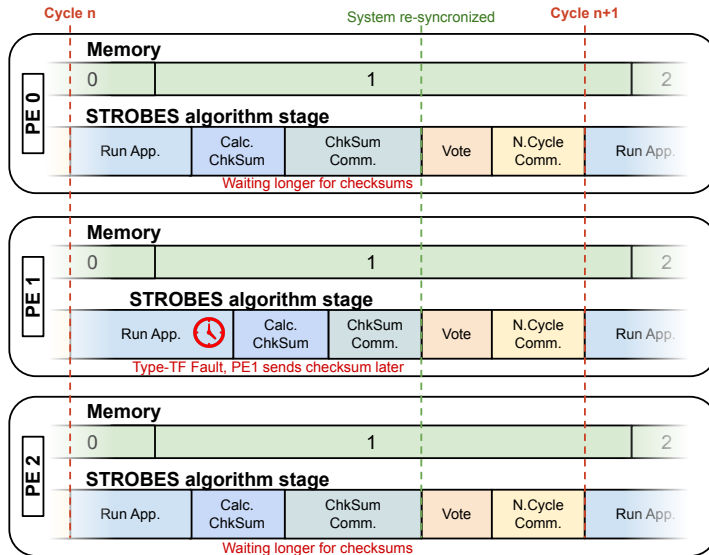 Cycle n
System re-syncronized
Cycle n+1
PE 0
Memory
0
1
2
STROBES algorithm stage
Run App.
Calc.
ChkSum
ChkSum
Comm.
Vote
N.Cycle
Comm.
Run App.
Waiting longer for checksums
PE 1
Memory
0
1
2
STROBES algorithm stage
Run App.
Calc.
ChkSum
ChkSum
Comm.
Vote
N.Cycle
Comm.
Run App.
Type-TF Fault, PE1 sends checksum later
PE 2
Memory
0
1
2
STROBES algorithm stage
Run App.
Calc.
ChkSum
ChkSum
Comm.
Vote
N.Cycle
Comm.
Run App.
Waiting longer for checksums